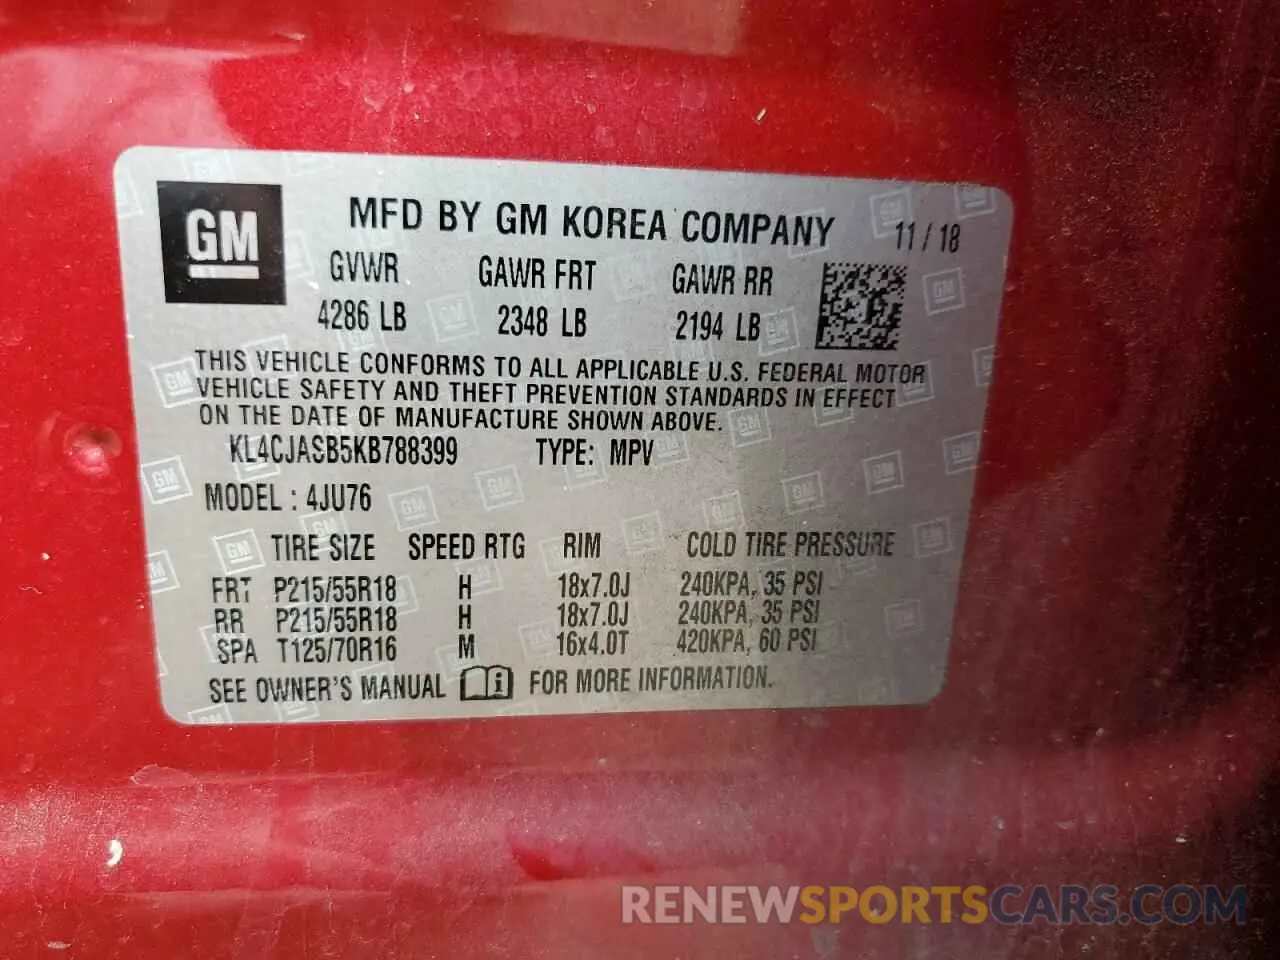 GM
MFD BY GM KOREA COMPANY 11 / 18
GVWR GAWR FRT GAWR RR
4286 LB 2348 LB 2194 LB
THIS VEHICLE CONFORMS TO ALL APPLICABLE U.S. FEDERAL MOTOR
VEHICLE SAFETY AND THEFT PREVENTION STANDARDS IN EFFECT
ON THE DATE OF MANUFACTURE SHOWN ABOVE.
KL4CJASB5KB788399 TYPE: MPV
MODEL : 4JU76
TIRE SIZE SPEED RTG RIM COLD TIRE PRESSURE
FRT P215/55R18 H 18x7.0J 240KPA, 35 PSI
RR P215/55R18 H 18x7.0J 240KPA, 35 PSI
SPA T125/70R16 M 16x4.0T 420KPA, 60 PSI
SEE OWNER'S MANUAL i FOR MORE INFORMATION.
RENEWSPORTSCARS.COM